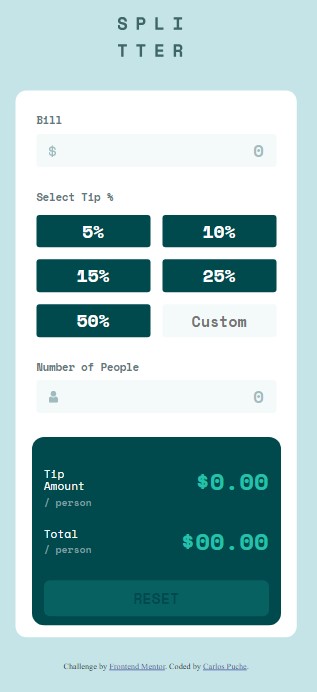 SPLI
TTER
Bill
$ 0
Select Tip %
5% 10%
15% 25%
50% Custom
Number of People
0
Tip
Amount
/ person
$0.00
Total
/ person
$00.00
RESET
Challenge by Frontend Mentor. Coded by Carlos Puche.